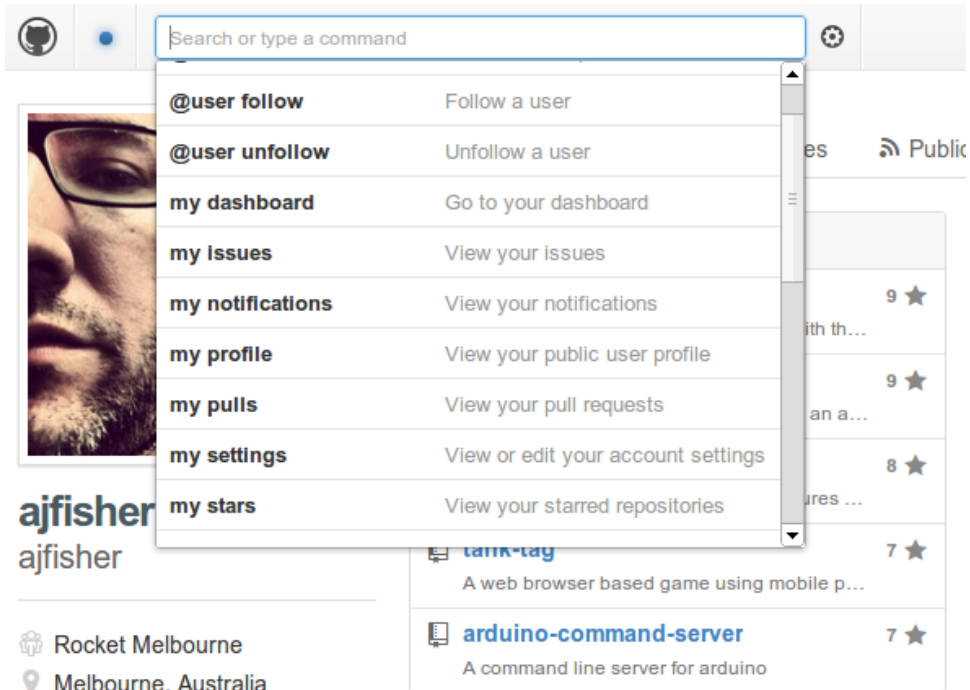 Search or type a command
@user follow Follow a user
@user unfollow Unfollow a user
my dashboard Go to your dashboard
my issues View your issues
my notifications View your notifications
my profile View your public user profile
my pulls View your pull requests
my settings View or edit your account settings
my stars View your starred repositories
es Public
9
ith th…
9
an a…
8
ures …
ajfisher
ajfisher
tank-tag 7
A web browser based game using mobile p…
arduino-command-server 7
A command line server for arduino
Rocket Melbourne
Melbourne, Australia